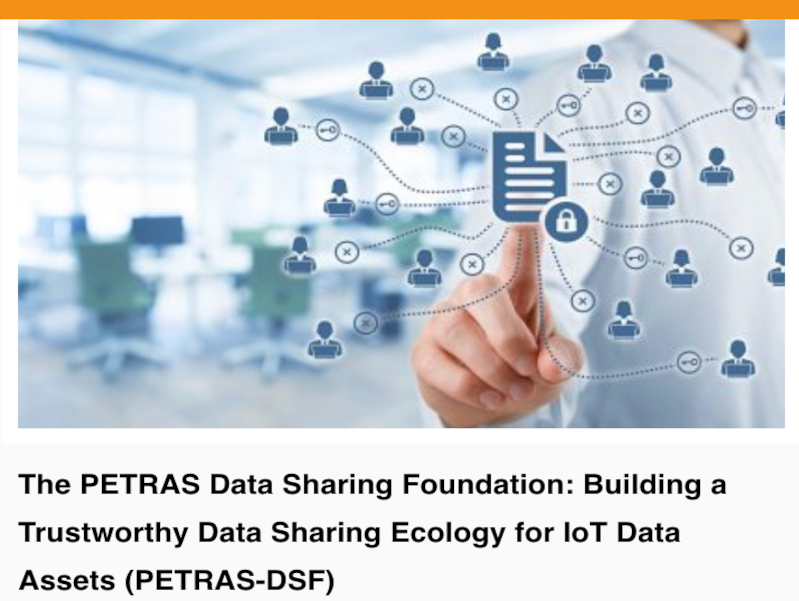 The PETRAS Data Sharing Foundation: Building a
Trustworthy Data Sharing Ecology for IoT Data
Assets (PETRAS-DSF)